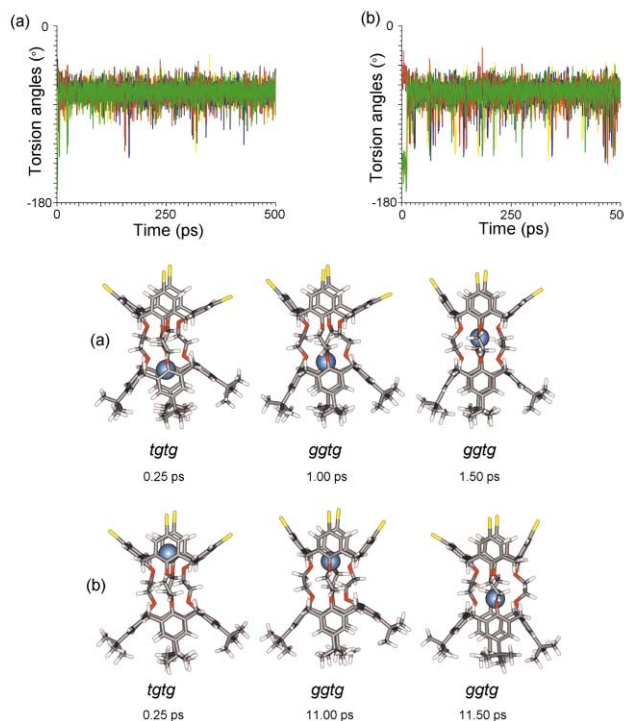 (a)
(b)
0
0
Torsion angles (°)
Torsion angles (°)
-180
-180
0
250
500
0
250
50
Time (ps)
Time (ps)
(a)
tgtg
ggtg
ggtg
0.25 ps
1.00 ps
1.50 ps
(b)
tgtg
ggtg
ggtg
0.25 ps
11.00 ps
11.50 ps